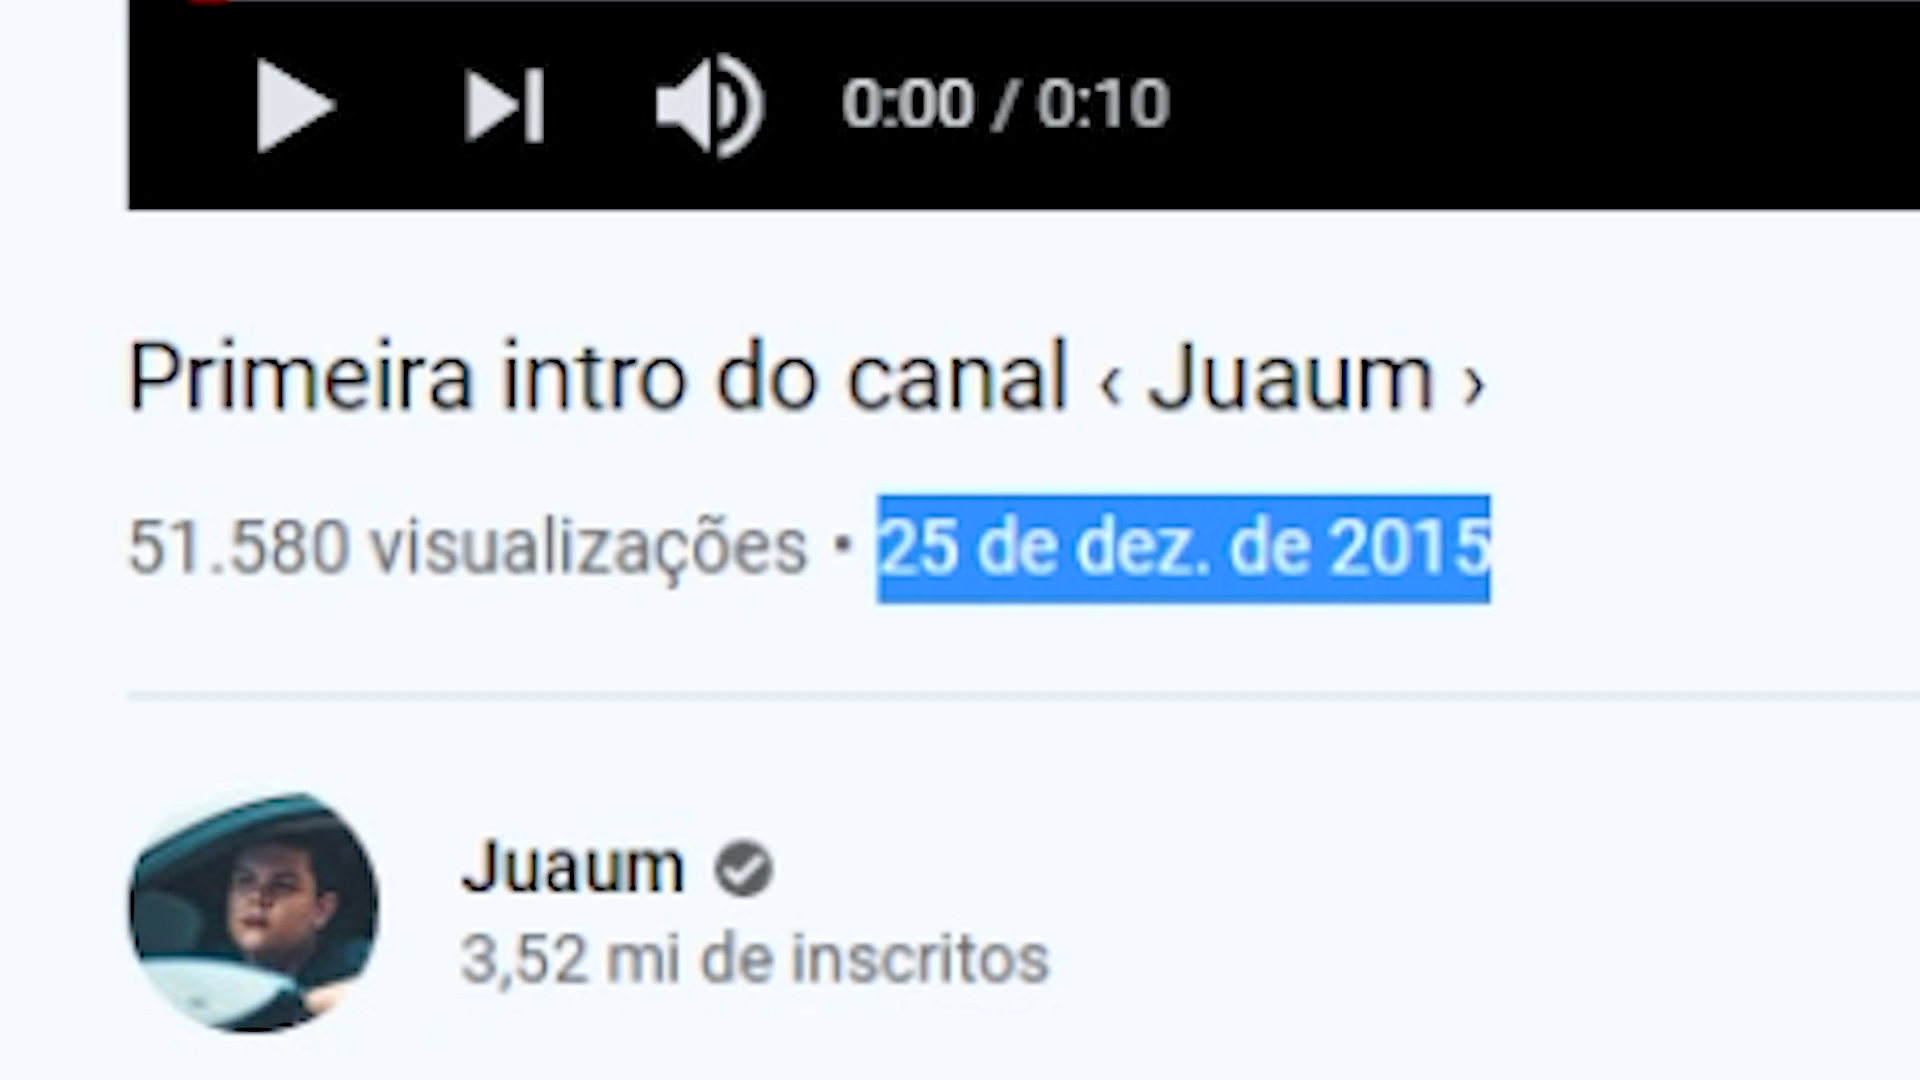 0:00 / 0:10
Primeira intro do canal ‹ Juaum ›
51.580 visualizações • 25 de dez. de 2015
Juaum
3,52 mi de inscritos